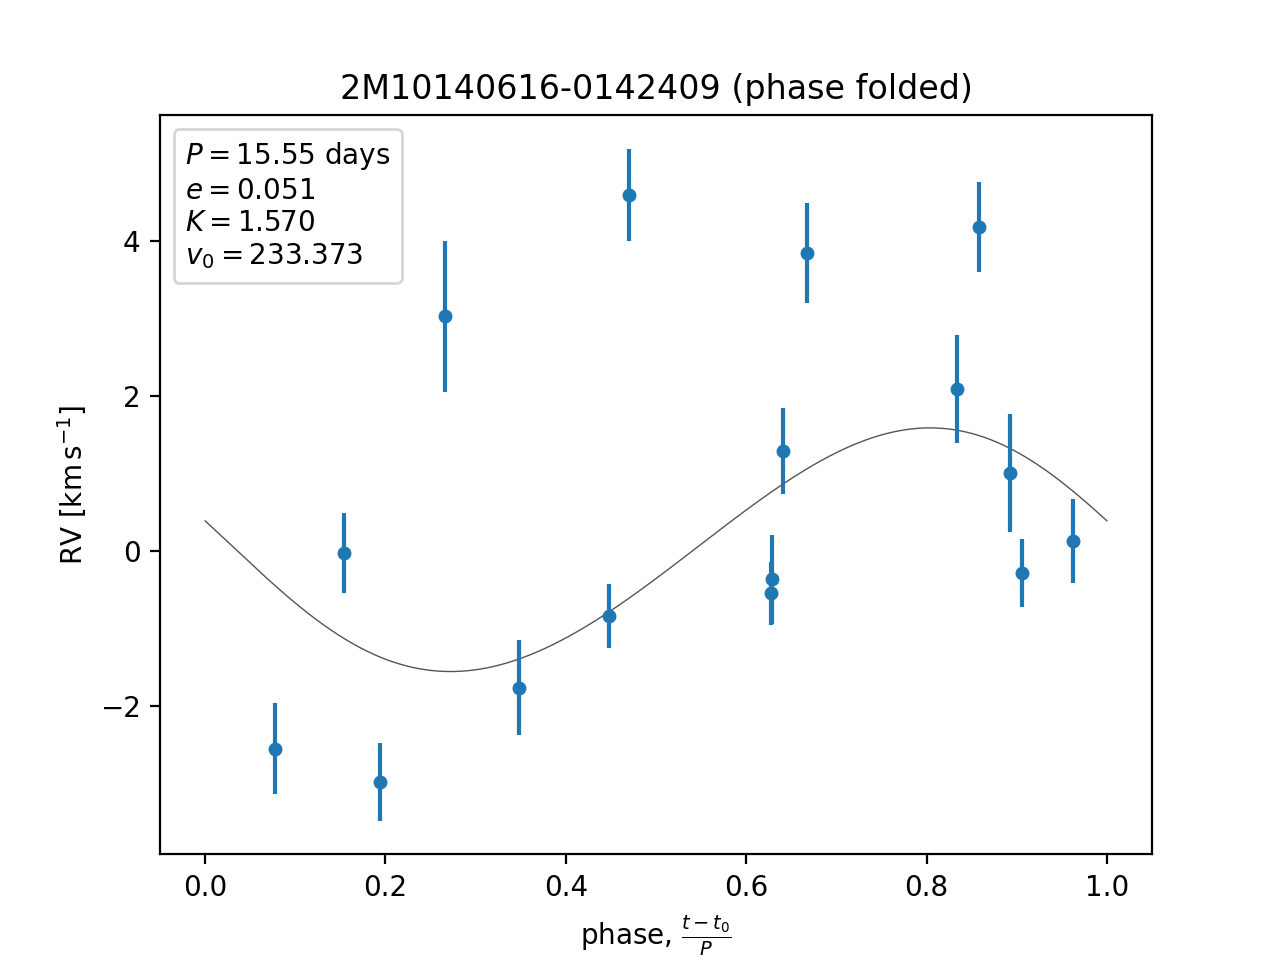 2M10140616-0142409 (phase folded)
P = 15.55 days
e = 0.051
K = 1.570
v₀ = 233.373
4
2
0
−2
RV [km s⁻¹]
0.0 0.2 0.4 0.6 0.8 1.0
phase, (t − t₀)/P